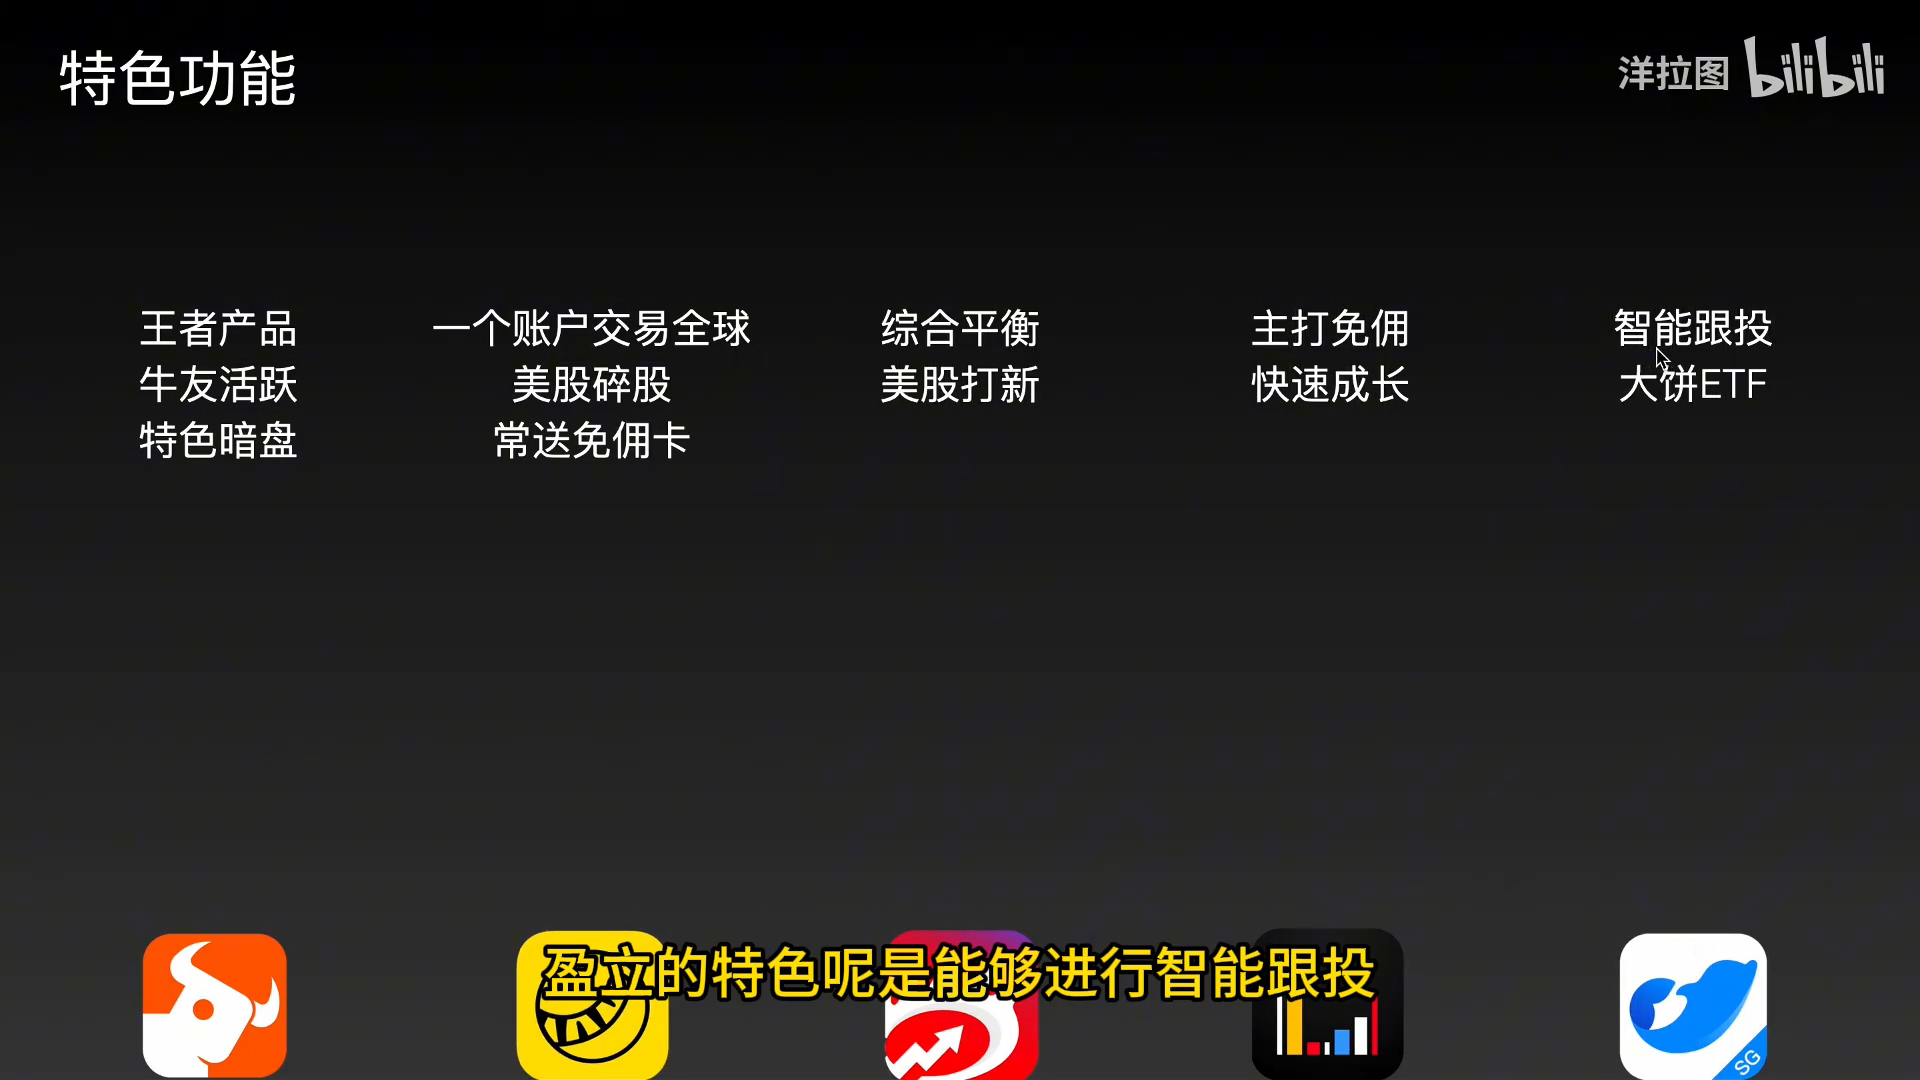 特色功能
洋拉图 bilibili
王者产品
牛友活跃
特色暗盘
一个账户交易全球
美股碎股
常送免佣卡
综合平衡
美股打新
主打免佣
快速成长
智能跟投
大饼ETF
盈立的特色呢是能够进行智能跟投
SG